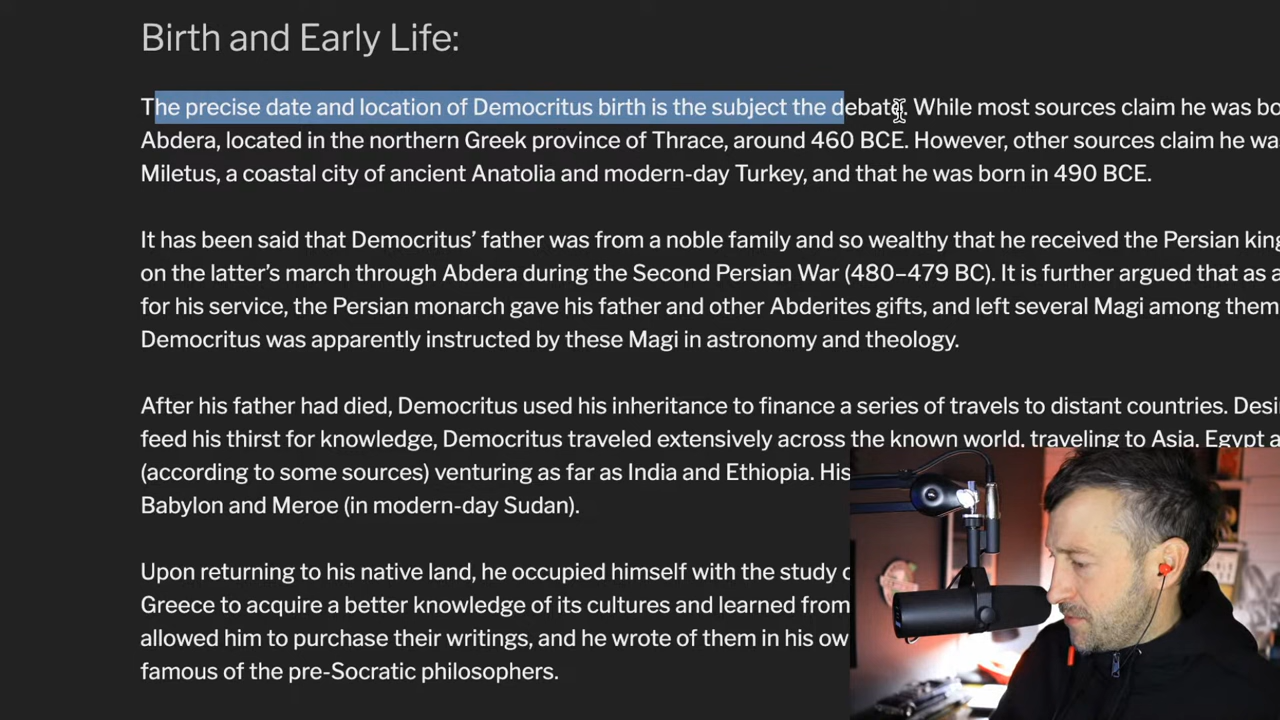 Birth and Early Life:
The precise date and location of Democritus birth is the subject the debate. While most sources claim he was
Abdera, located in the northern Greek province of Thrace, around 460 BCE. However, other sources claim he
Miletus, a coastal city of ancient Anatolia and modern-day Turkey, and that he was born in 490 BCE.
It has been said that Democritus’ father was from a noble family and so wealthy that he received the Persian
on the latter’s march through Abdera during the Second Persian War (480–479 BC). It is further argued that as a
for his service, the Persian monarch gave his father and other Abderites gifts, and left several Magi among them
Democritus was apparently instructed by these Magi in astronomy and theology.
After his father had died, Democritus used his inheritance to finance a series of travels to distant countries.
feed his thirst for knowledge, Democritus traveled extensively across the known world, traveling to Asia, Egypt
(according to some sources) venturing as far as India and Ethiopia. His
Babylon and Meroe (in modern-day Sudan).
Upon returning to his native land, he occupied himself with the study
Greece to acquire a better knowledge of its cultures and learned from
allowed him to purchase their writings, and he wrote of them in his
famous of the pre-Socratic philosophers.